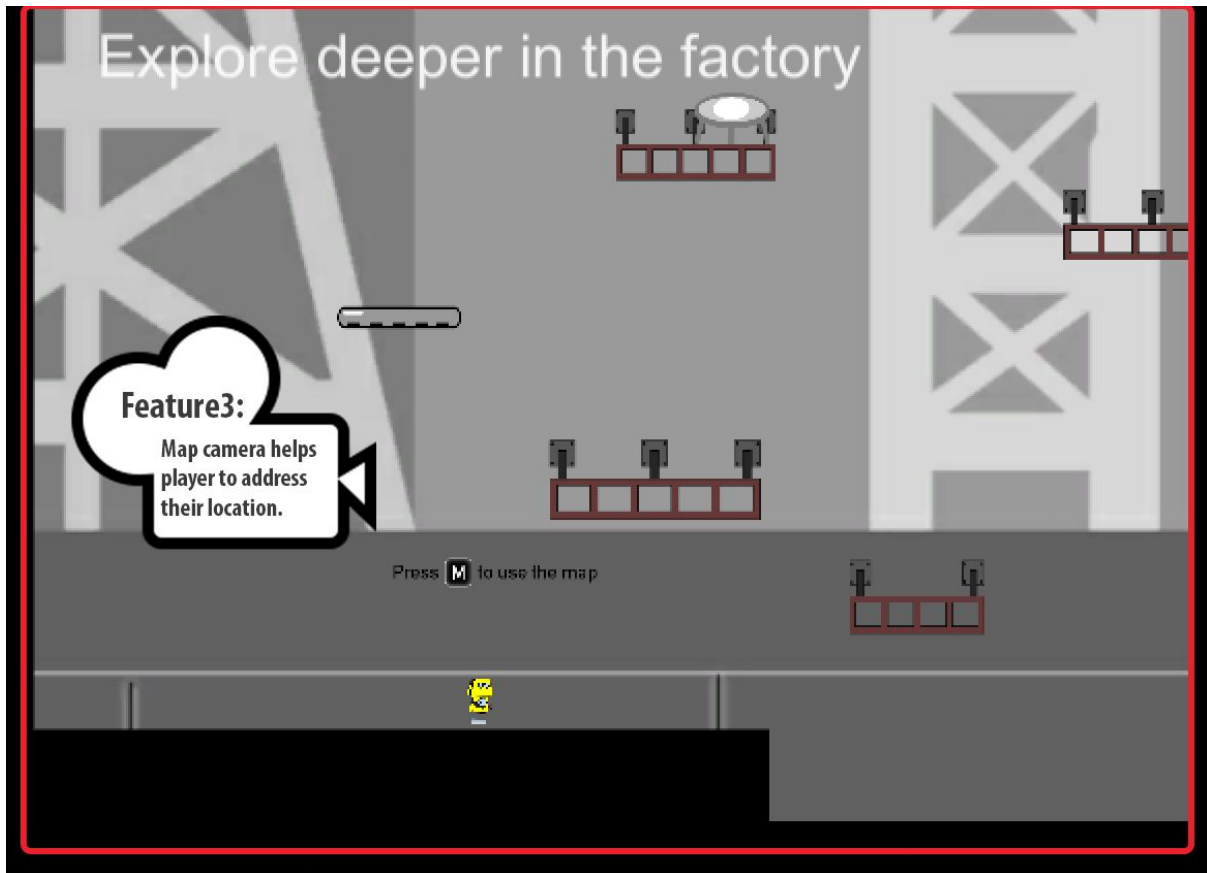 Explore deeper in the factory
Feature3:
Map camera helps
player to address
their location.
Press M to use the map